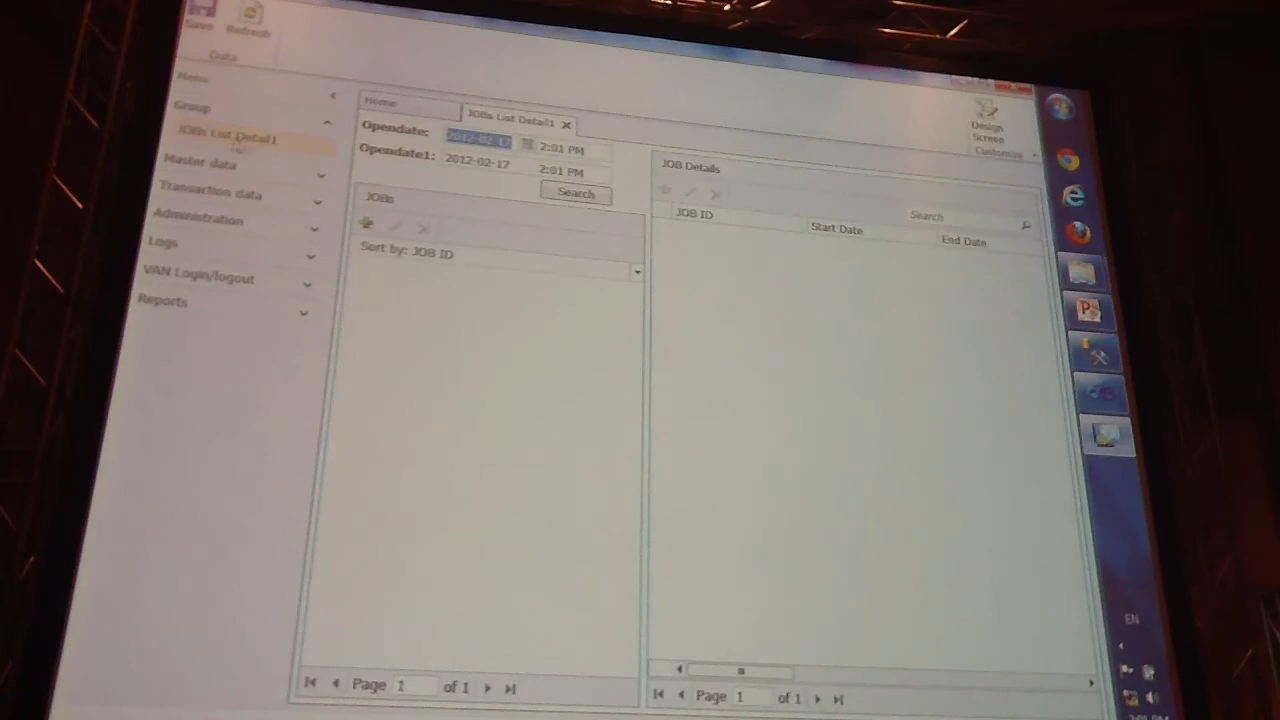 Save Refresh
Data
Menu
Group
JOBs List Detail1
Master data
Transaction data
Administration
Logs
VAN Login/logout
Reports
Home
JOBs List Detail1
Opendate: 2012-02-17 2:01 PM
Opendate1: 2012-02-17 2:01 PM
Search
JOBs
Sort by: JOB ID
Page 1 of 1
Design
Screen
Customize
JOB Details
Search
JOB ID Start Date End Date
Page 1 of 1
EN
2:01 PM